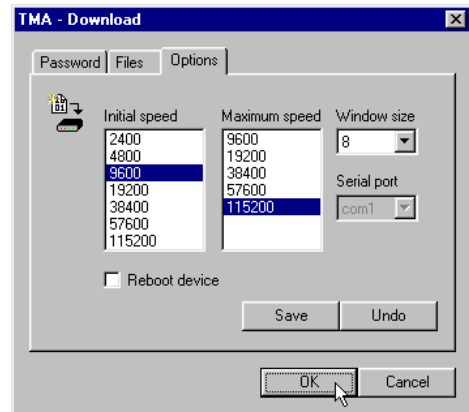 TMA - Download
Password Files Options
Initial speed Maximum speed Window size
2400
4800
9600
19200
38400
57600
115200
9600
19200
38400
57600
115200
8
Serial port
com1
Reboot device
Save Undo
OK Cancel